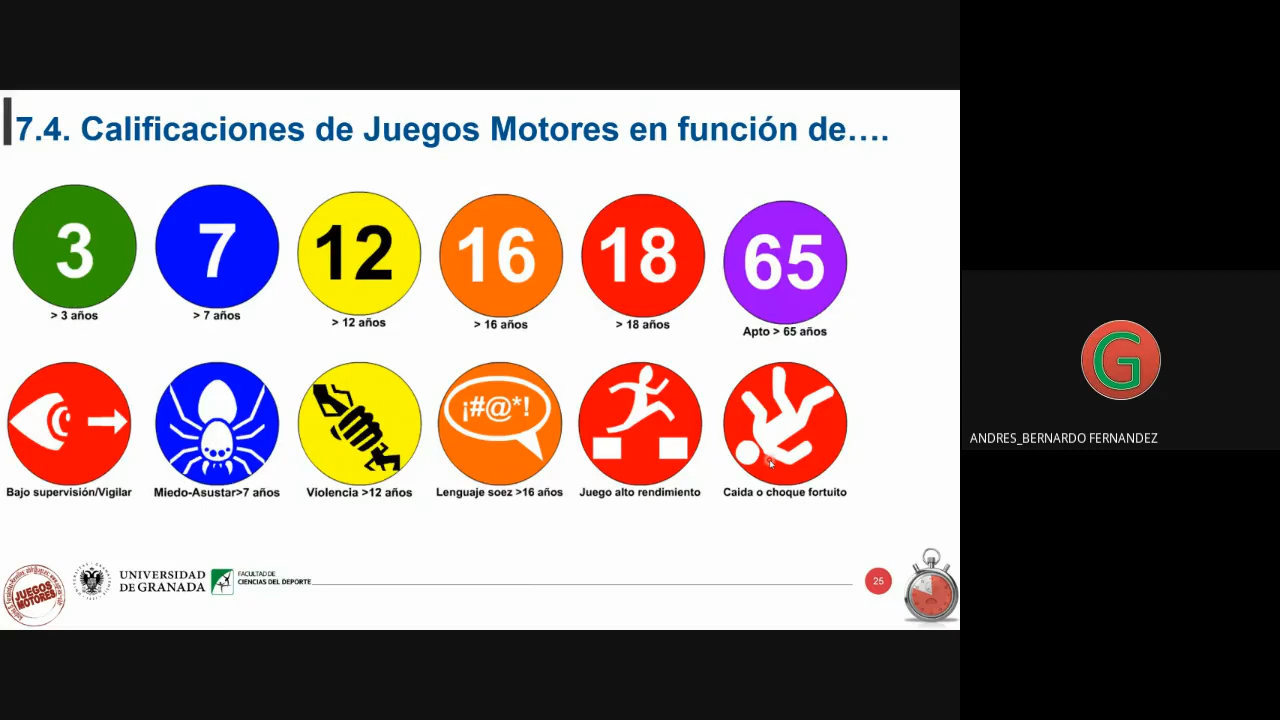 7.4. Calificaciones de Juegos Motores en función de….
3
7
12
16
18
65
> 3 años
> 7 años
> 12 años
> 16 años
> 18 años
Apto > 65 años
¡#@*!
Bajo supervisión/Vigilar
Miedo-Asustar>7 años
Violencia >12 años
Lenguaje soez >16 años
Juego alto rendimiento
Caida o choque fortuito
G
ANDRES_BERNARDO FERNANDEZ
JUEGOS
MOTORES
UNIVERSIDAD
DE GRANADA
FACULTAD DE
CIENCIAS DEL DEPORTE
25